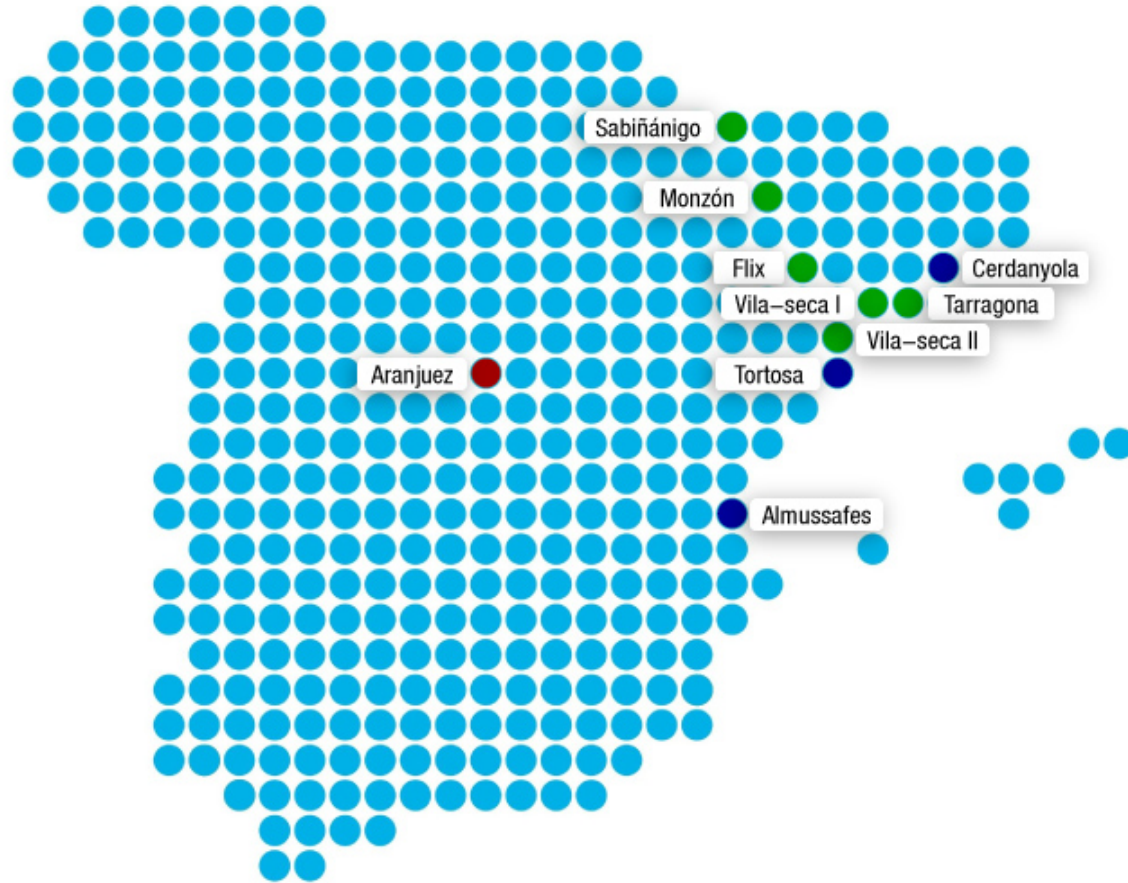 Sabiñánigo
Monzón
Flix
Cerdanyola
Vila–seca I
Tarragona
Vila–seca II
Aranjuez
Tortosa
Almussafes